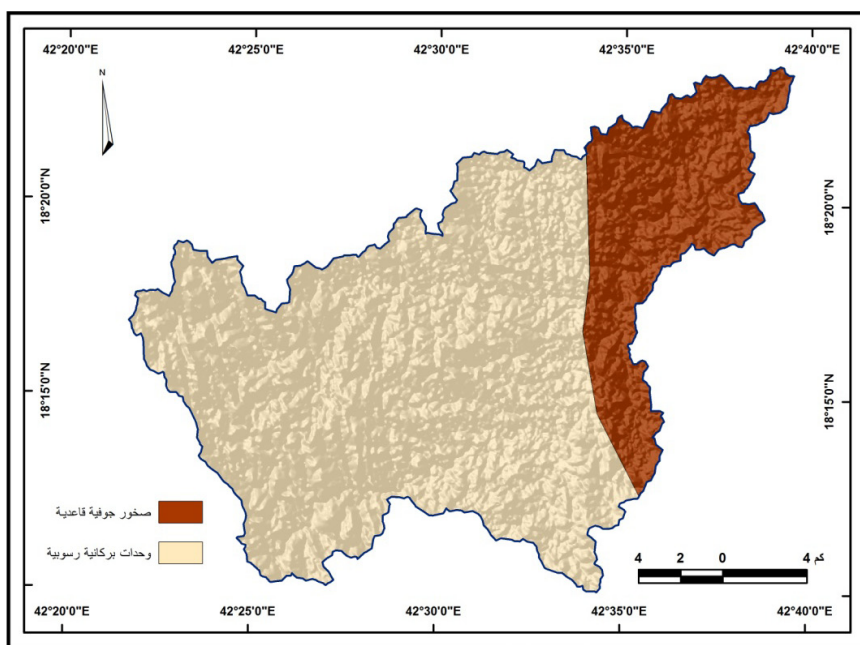 42°20'0"E 42°25'0"E 42°30'0"E 42°35'0"E 42°40'0"E
N
18°20'0"N 18°20'0"N
18°15'0"N 18°15'0"N
صخور جوفية قاعدية
وحدات بركانية رسوبية
4 2 0 4 كم
42°20'0"E 42°25'0"E 42°30'0"E 42°35'0"E 42°40'0"E